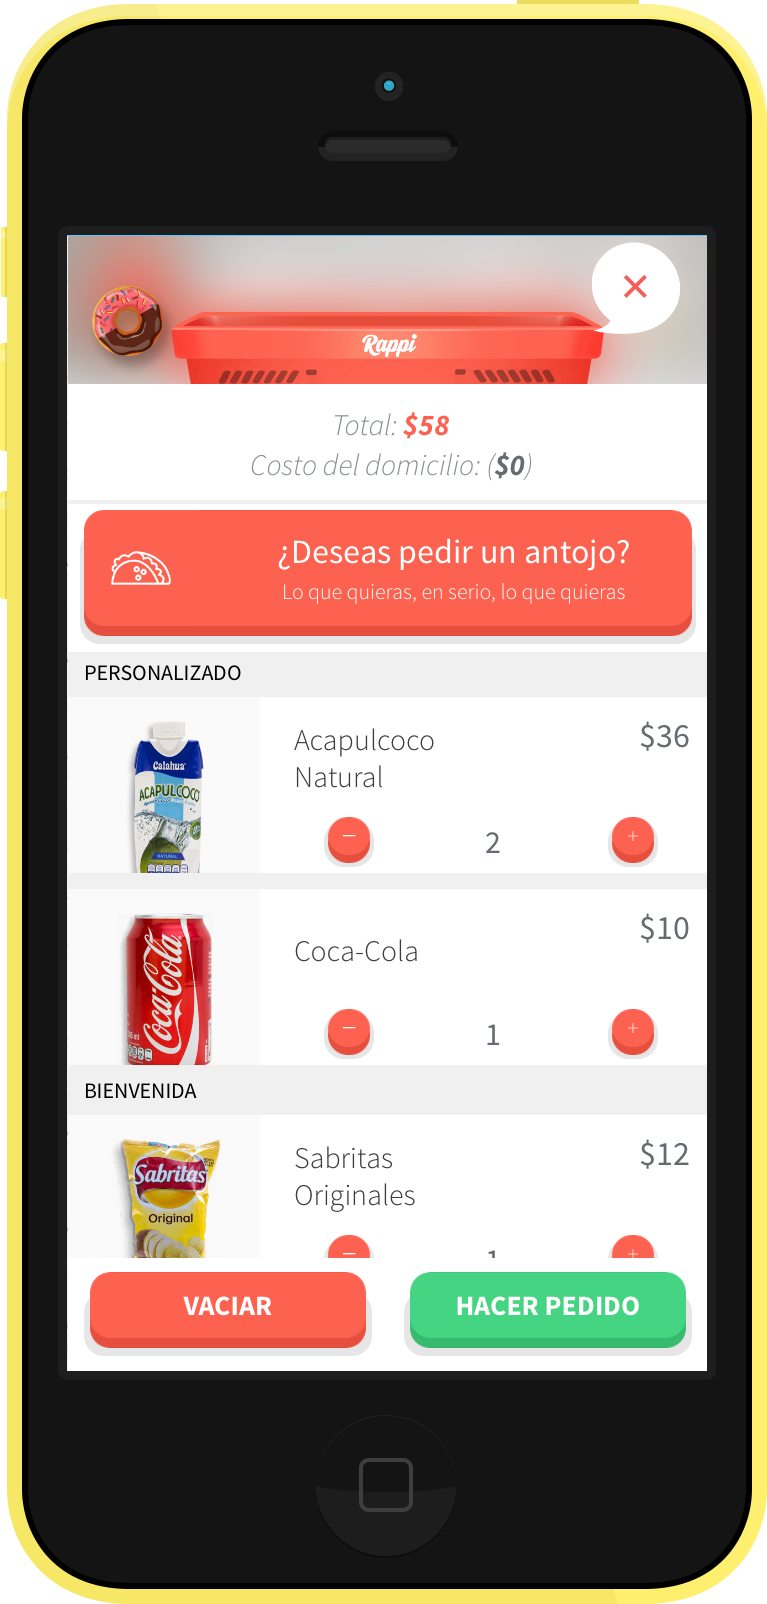 Rappi
Total: $58
Costo del domicilio: ($0)
¿Deseas pedir un antojo?
Lo que quieras, en serio, lo que quieras
PERSONALIZADO
Calahua
ACAPULCOCO
NATURAL
Acapulcoco
Natural
$36
2
Coca-Cola
Coca-Cola
$10
1
BIENVENIDA
Sabritas
Original
Sabritas
Originales
$12
1
VACIAR
HACER PEDIDO